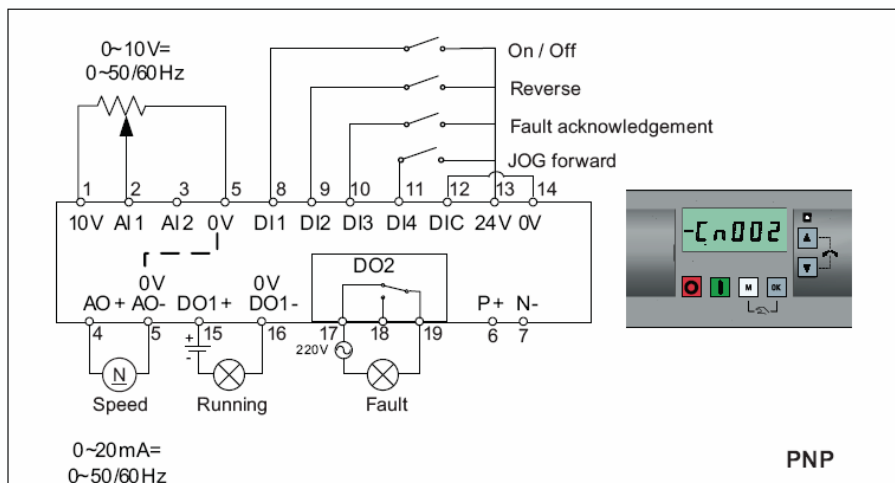 0~10V=
0~50/60Hz
On / Off
Reverse
Fault acknowledgement
JOG forward
1 2 3 5 8 9 10 11 12 13 14
10V AI1 AI2 0V DI1 DI2 DI3 DI4 DIC 24V 0V
-Cn002
M OK
DO2
0V 0V
AO+ AO- DO1+ DO1- P+ N-
4 5 15 16 17 18 19 6 7
+
-
220V
N
Speed Running Fault
0~20mA=
0~50/60Hz
PNP